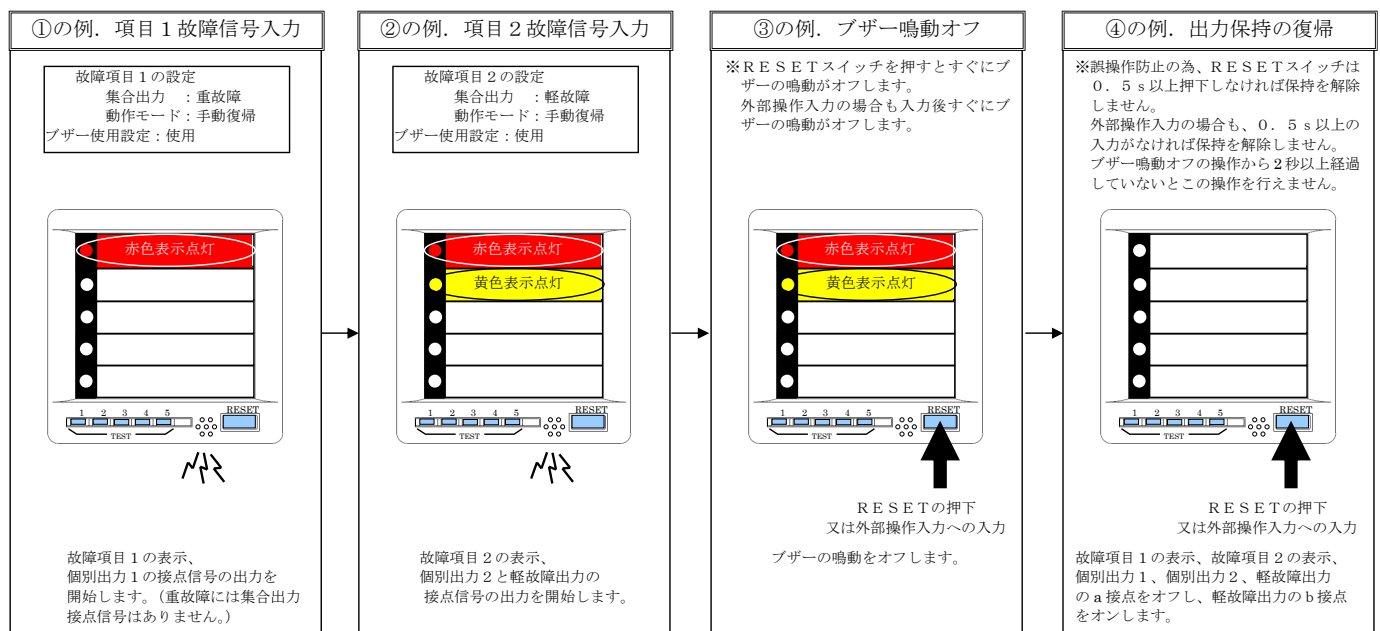 ①の例．項目１故障信号入力
故障項目１の設定
集合出力　：重故障
動作モード：手動復帰
ブザー使用設定：使用
赤色表示点灯
1 2 3 4 5
TEST
RESET
故障項目１の表示、
個別出力１の接点信号の出力を
開始します。（重故障には集合出力
接点信号はありません。）
②の例．項目２故障信号入力
故障項目２の設定
集合出力　：軽故障
動作モード：手動復帰
ブザー使用設定：使用
赤色表示点灯
黄色表示点灯
1 2 3 4 5
TEST
RESET
故障項目２の表示、
個別出力２と軽故障出力の
接点信号の出力を開始します。
③の例．ブザー鳴動オフ
※ＲＥＳＥＴスイッチを押すとすぐにブ
ザーの鳴動がオフします。
外部操作入力の場合も入力後すぐにブ
ザーの鳴動がオフします。
赤色表示点灯
黄色表示点灯
1 2 3 4 5
TEST
RESET
ＲＥＳＥＴの押下
又は外部操作入力への入力
ブザーの鳴動をオフします。
④の例．出力保持の復帰
※誤操作防止の為、ＲＥＳＥＴスイッチは
０．５ｓ以上押下しなければ保持を解除
しません。
外部操作入力の場合も、０．５ｓ以上の
入力がなければ保持を解除しません。
ブザー鳴動オフの操作から２秒以上経過
していないとこの操作を行えません。
1 2 3 4 5
TEST
RESET
ＲＥＳＥＴの押下
又は外部操作入力への入力
故障項目１の表示、故障項目２の表示、
個別出力１、個別出力２、軽故障出力
のａ接点をオフし、軽故障出力のｂ接点
をオンします。